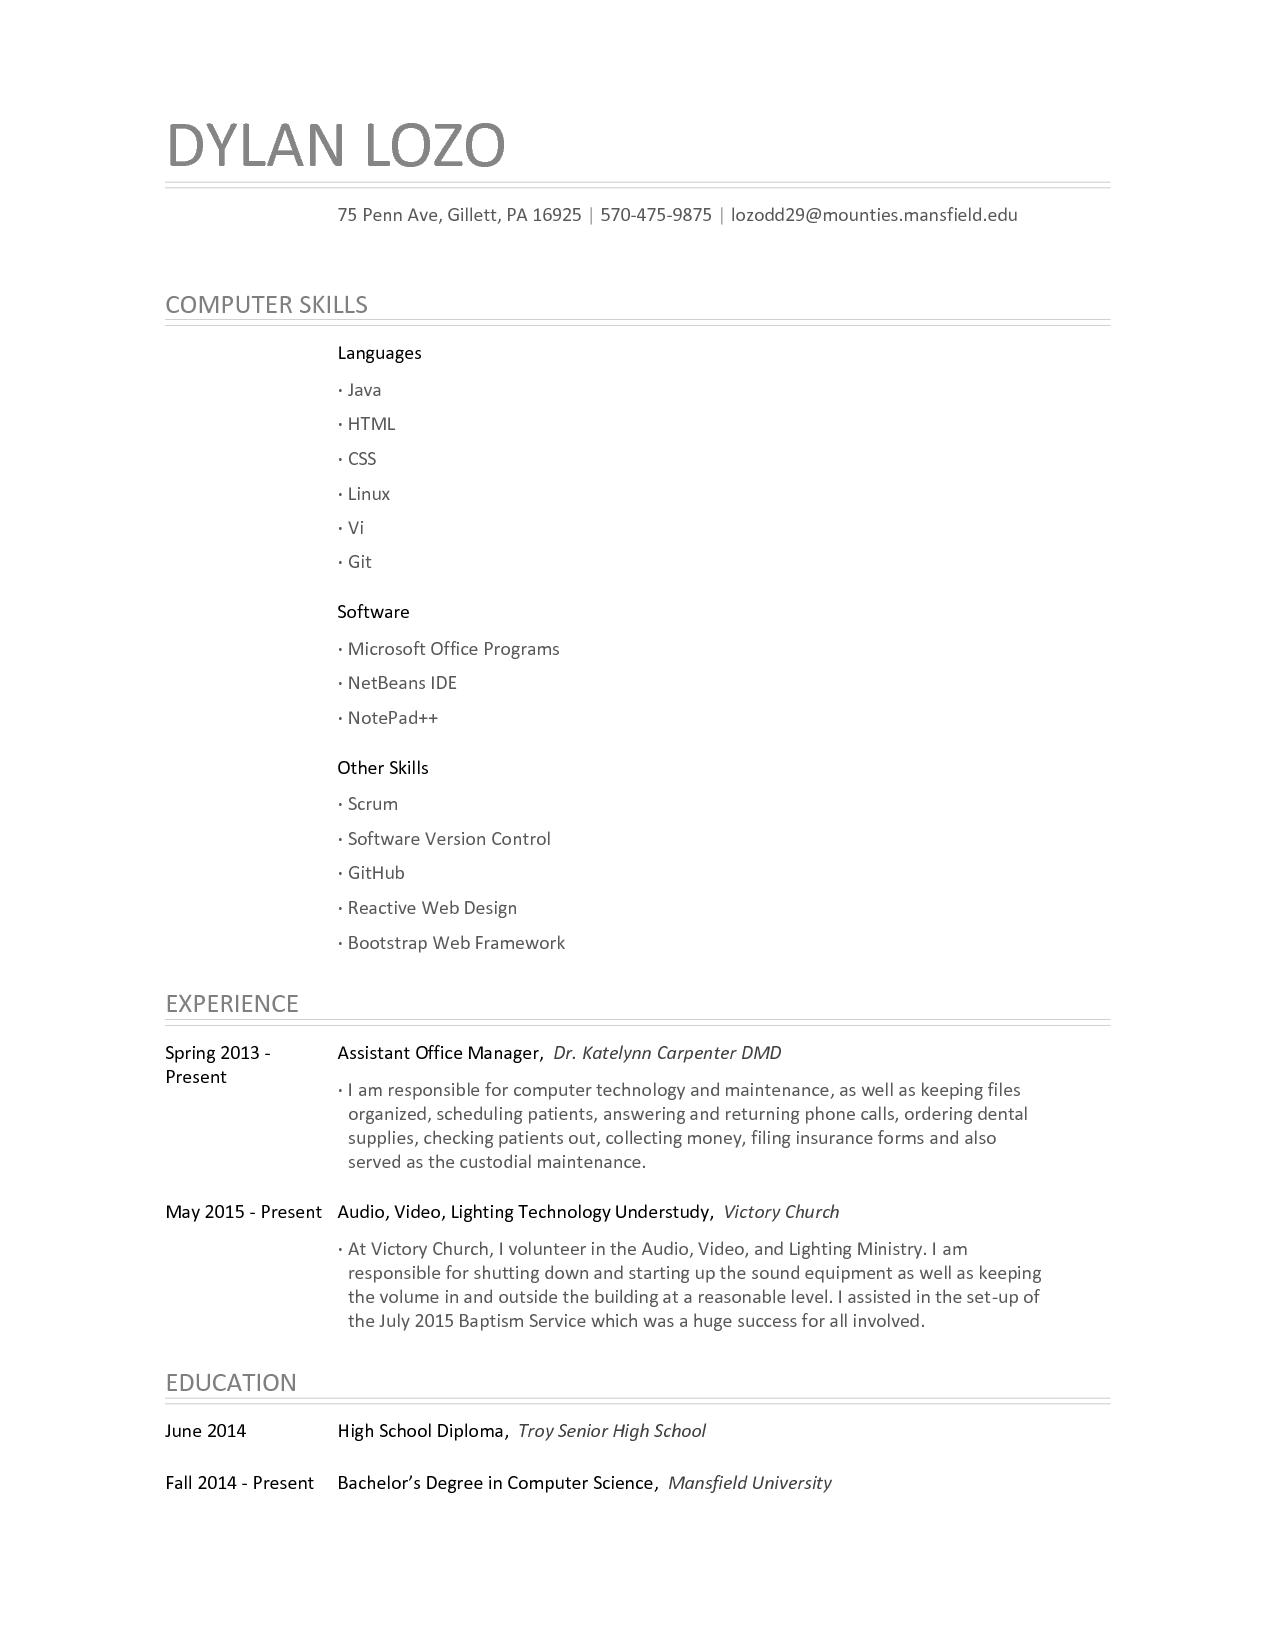 DYLAN LOZO
75 Penn Ave, Gillett, PA 16925 | 570-475-9875 | lozodd29@mounties.mansfield.edu
COMPUTER SKILLS
Languages
· Java
· HTML
· CSS
· Linux
· Vi
· Git
Software
· Microsoft Office Programs
· NetBeans IDE
· NotePad++
Other Skills
· Scrum
· Software Version Control
· GitHub
· Reactive Web Design
· Bootstrap Web Framework
EXPERIENCE
Spring 2013 -
Present
Assistant Office Manager, Dr. Katelynn Carpenter DMD
· I am responsible for computer technology and maintenance, as well as keeping files
organized, scheduling patients, answering and returning phone calls, ordering dental
supplies, checking patients out, collecting money, filing insurance forms and also
served as the custodial maintenance.
May 2015 - Present Audio, Video, Lighting Technology Understudy, Victory Church
· At Victory Church, I volunteer in the Audio, Video, and Lighting Ministry. I am
responsible for shutting down and starting up the sound equipment as well as keeping
the volume in and outside the building at a reasonable level. I assisted in the set-up of
the July 2015 Baptism Service which was a huge success for all involved.
EDUCATION
June 2014 High School Diploma, Troy Senior High School
Fall 2014 - Present Bachelor’s Degree in Computer Science, Mansfield University